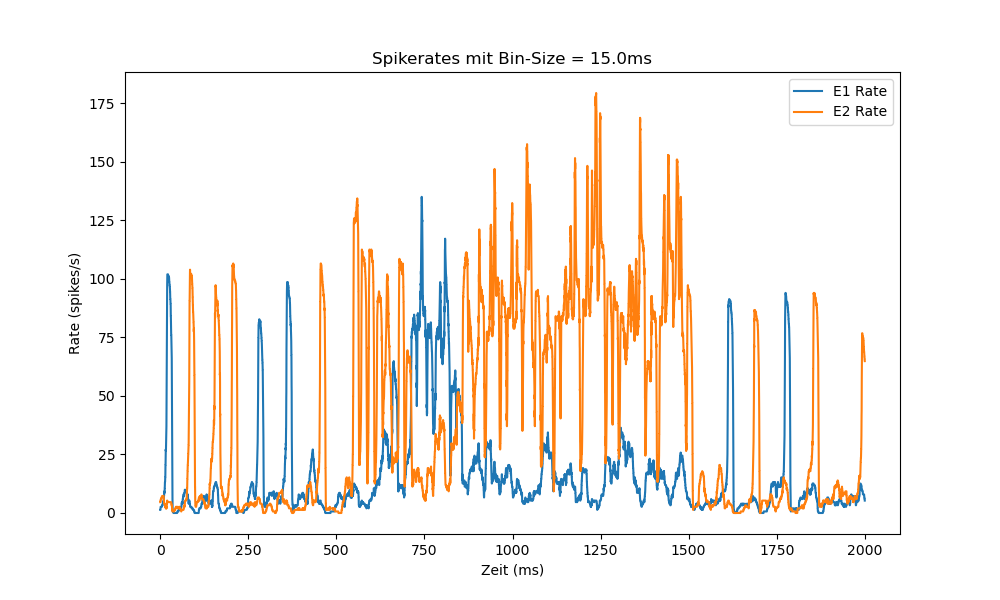 Spikerates mit Bin-Size = 15.0ms
E1 Rate
E2 Rate
175
150
125
100
75
50
25
0
Rate (spikes/s)
0 250 500 750 1000 1250 1500 1750 2000
Zeit (ms)